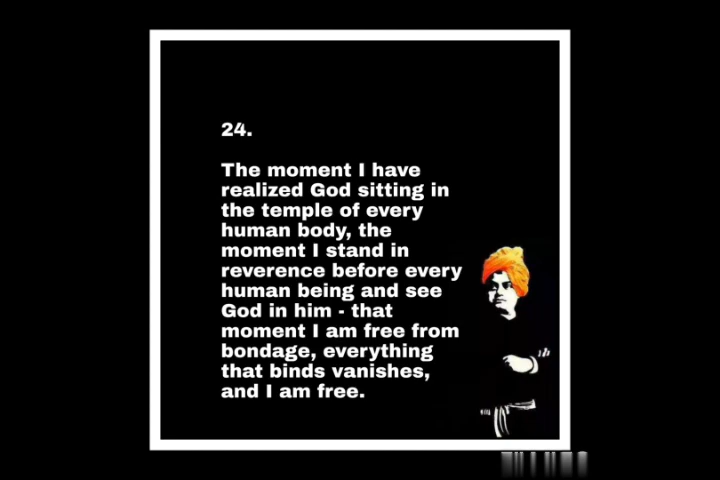 24.
The moment I have
realized God sitting in
the temple of every
human body, the
moment I stand in
reverence before every
human being and see
God in him - that
moment I am free from
bondage, everything
that binds vanishes,
and I am free.